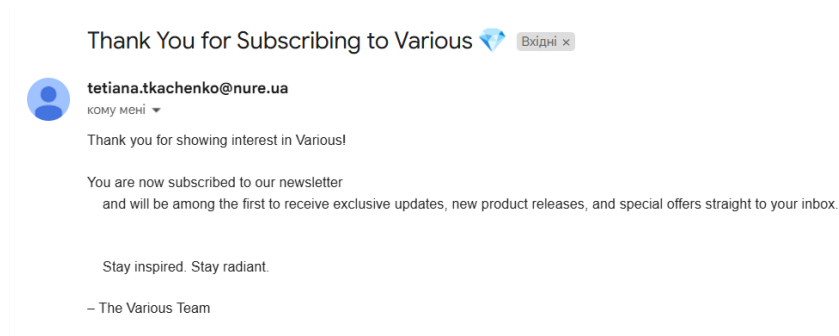 Thank You for Subscribing to Various 💎 Вхідні ×
tetiana.tkachenko@nure.ua
кому мені
Thank you for showing interest in Various!
You are now subscribed to our newsletter
and will be among the first to receive exclusive updates, new product releases, and special offers straight to your inbox.
Stay inspired. Stay radiant.
– The Various Team